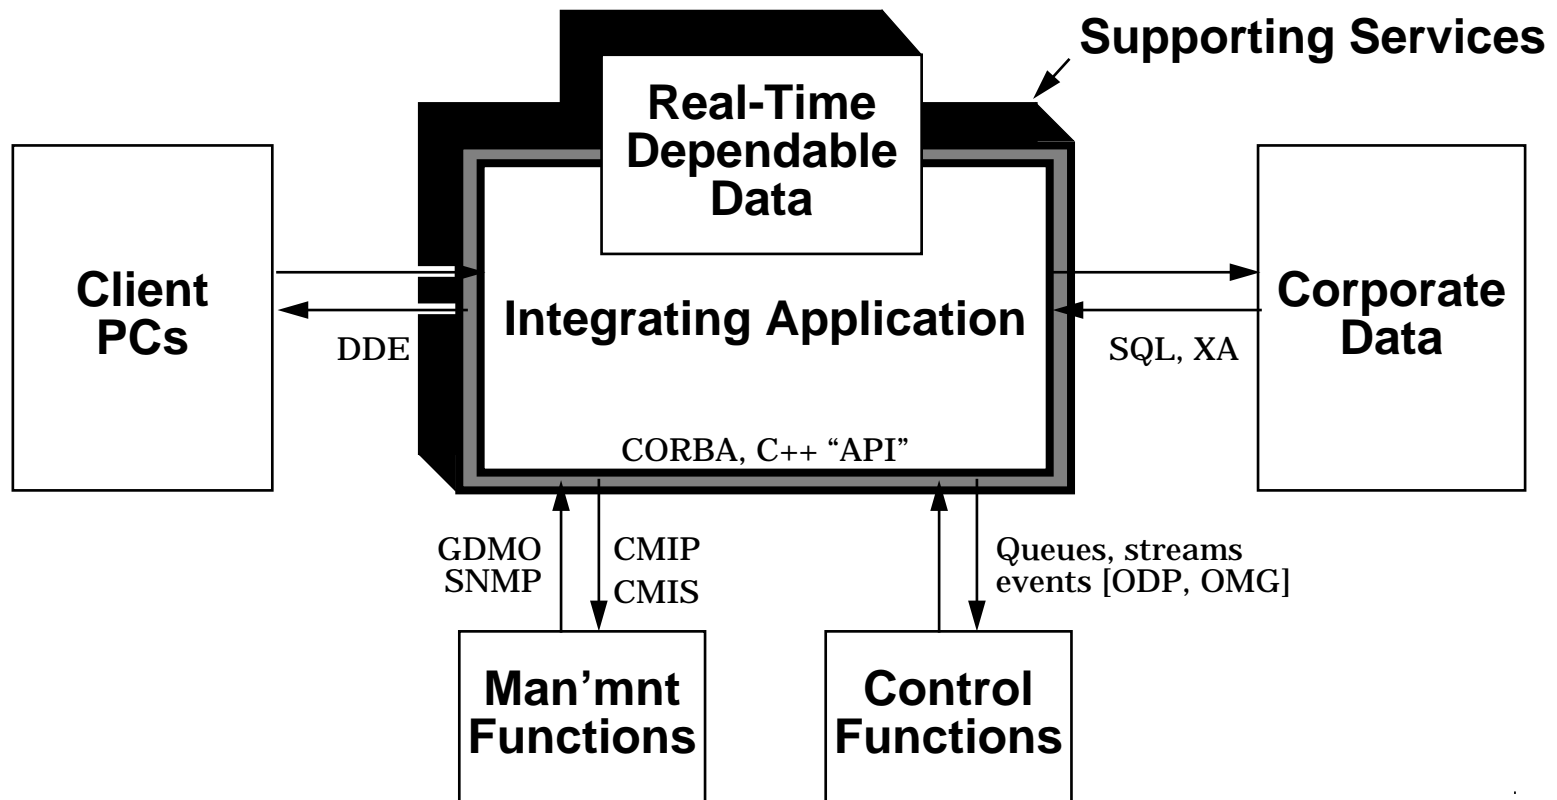 Supporting Services
Real-Time
Dependable
Data
Client
PCs
Integrating Application
Corporate
Data
DDE
SQL, XA
CORBA, C++ “API”
GDMO
SNMP
CMIP
CMIS
Queues, streams
events [ODP, OMG]
Man’mnt
Functions
Control
Functions